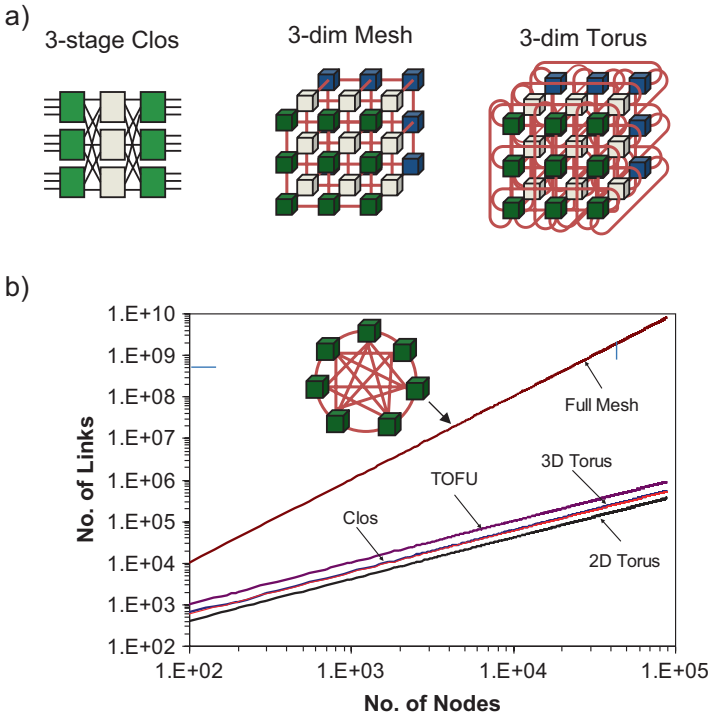 a)
3-stage Clos
3-dim Mesh
3-dim Torus
b)
No. of Links
1.E+10
1.E+09
1.E+08
1.E+07
1.E+06
1.E+05
1.E+04
1.E+03
1.E+02
Full Mesh
TOFU
3D Torus
Clos
2D Torus
1.E+02
1.E+03
1.E+04
1.E+05
No. of Nodes